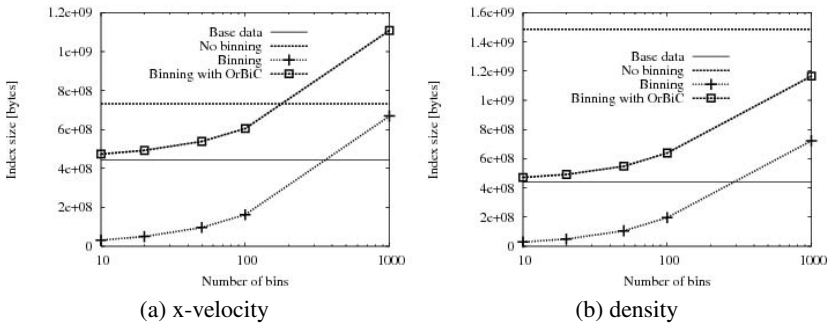 1.2e+09
1e+09
8e+08
6e+08
4e+08
2e+08
0
Index size [bytes]
Base data
No binning
Binning
Binning with OrBiC
10
100
1000
Number of bins
(a) x-velocity
1.6e+09
1.4e+09
1.2e+09
1e+09
8e+08
6e+08
4e+08
2e+08
0
Index size [bytes]
Base data
No binning
Binning
Binning with OrBiC
10
100
1000
Number of bins
(b) density